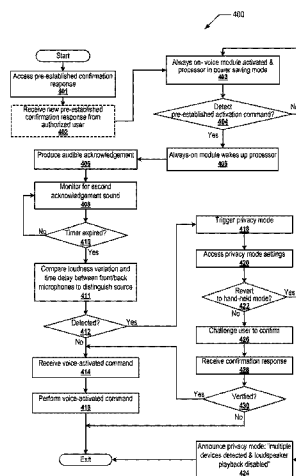 400
Start
Access pre-established confirmation
response
401
Receive new pre-established
confirmation response from
authorized user
402
Always on- voice module activated &
processor in power saving mode
403
Detect
pre-established activation command?
404
No
Yes
Always-on module wakes up processor
405
Produce audible acknowledgement
406
Monitor for second
acknowledgement sound
408
Timer expired?
410
No
Yes
Compare loudness variation and
time delay between front/back
microphones to distinguish source
411
Detected?
412
Yes
No
Receive voice-activated command
414
Perform voice-activated command
Exit
Trigger privacy mode
418
Access privacy mode settings
420
Revert
to hand-held mode?
422
Yes
No
Challenge user to confirm
426
Receive confirmation response
428
Verified?
430
Yes
No
Announce privacy mode: "multiple
devices detected & loudspeaker
playback disabled"
424